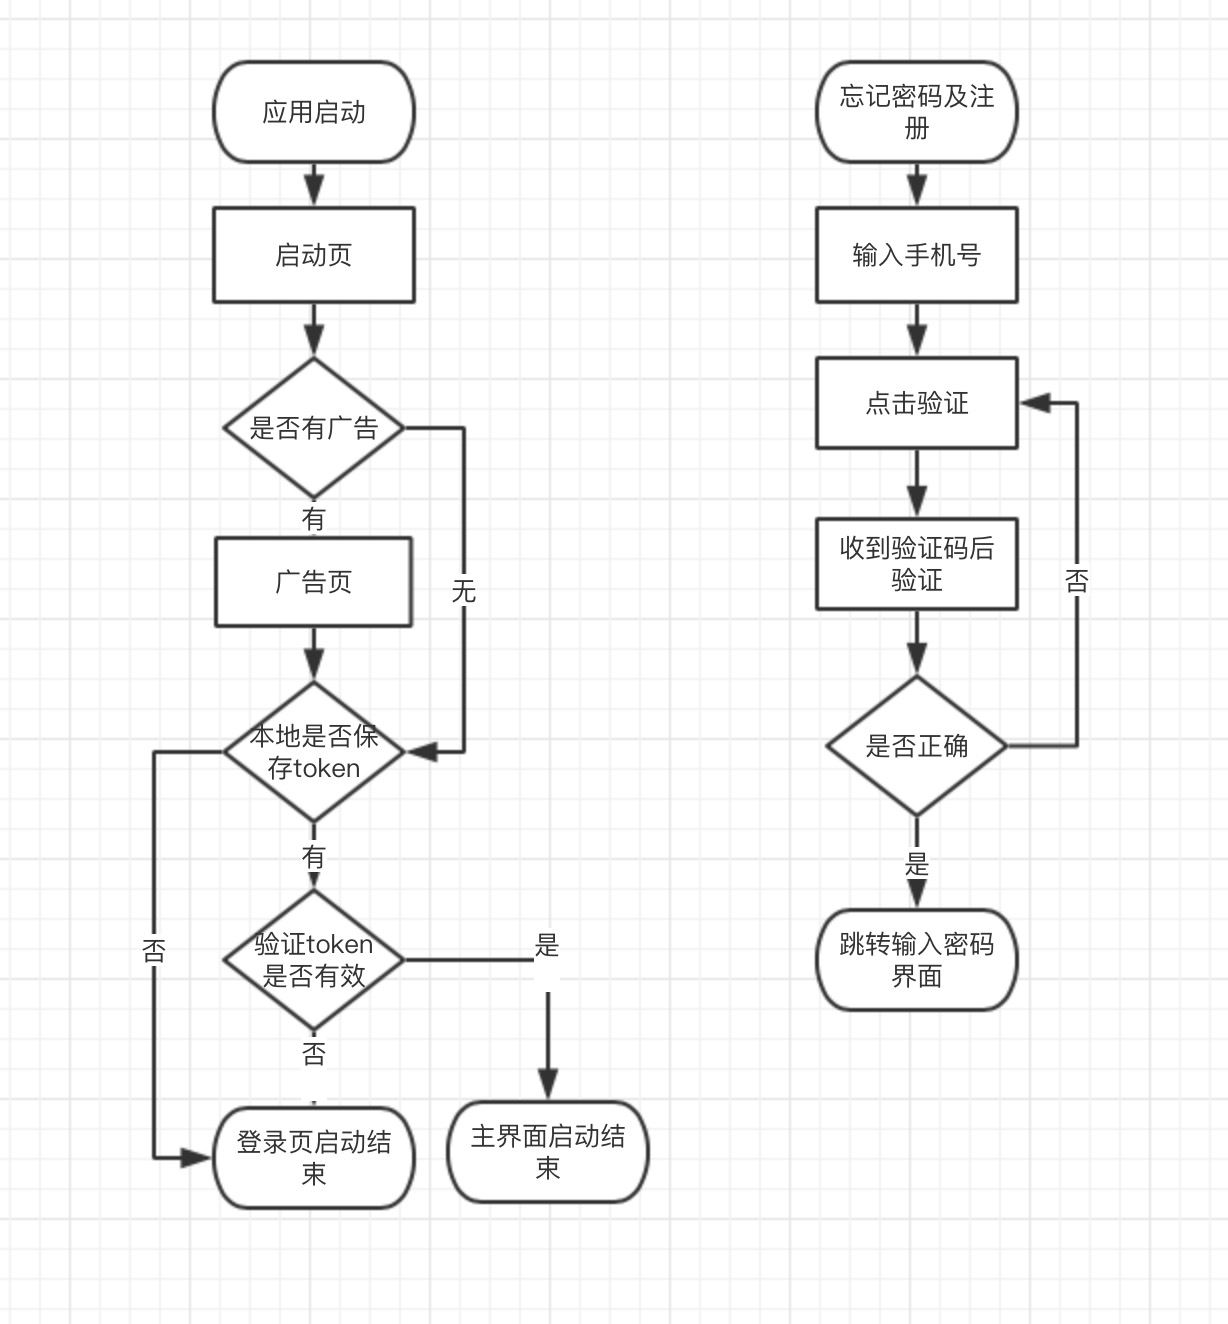 应用启动
启动页
是否有广告
有
无
广告页
本地是否保
存token
有
否
验证token
是否有效
是
否
登录页启动结
束
主界面启动结
束
忘记密码及注
册
输入手机号
点击验证
收到验证码后
验证
否
是否正确
是
跳转输入密码
界面